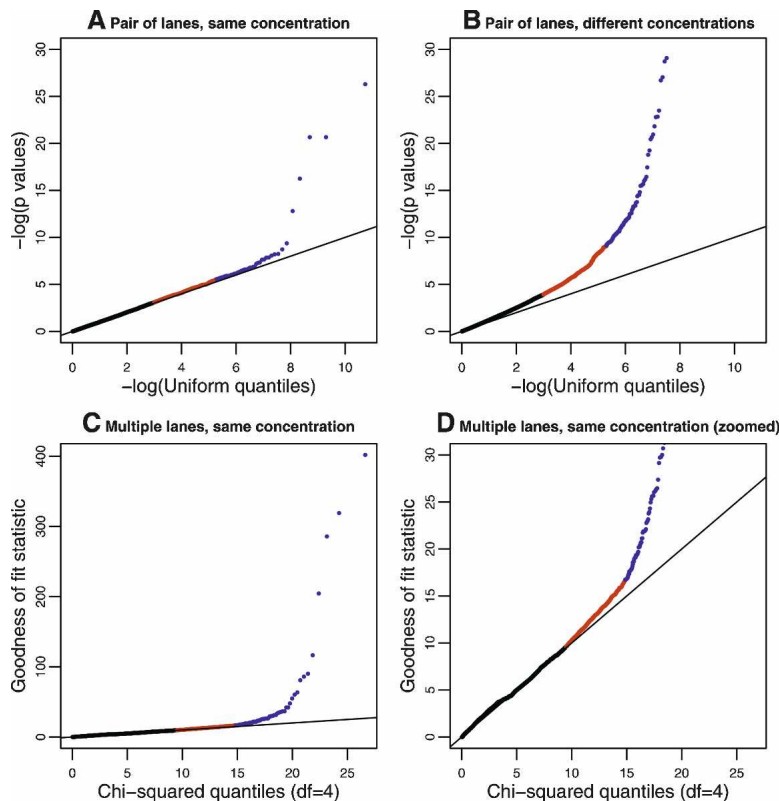 A Pair of lanes, same concentration
30
25
20
15
10
5
0
−log(p values)
0 2 4 6 8 10
−log(Uniform quantiles)
B Pair of lanes, different concentrations
30
25
20
15
10
5
0
−log(p values)
0 2 4 6 8 10
−log(Uniform quantiles)
C Multiple lanes, same concentration
400
300
200
100
0
Goodness of fit statistic
0 5 10 15 20 25
Chi−squared quantiles (df=4)
D Multiple lanes, same concentration (zoomed)
30
25
20
15
10
5
0
Goodness of fit statistic
0 5 10 15 20 25
Chi−squared quantiles (df=4)